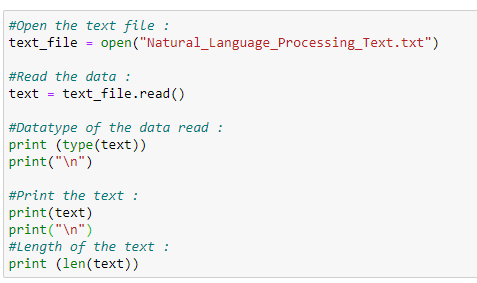 #Open the text file :
text_file = open("Natural_Language_Processing_Text.txt")
#Read the data :
text = text_file.read()
#Datatype of the data read :
print (type(text))
print("\n")
#Print the text :
print(text)
print("\n")
#Length of the text :
print (len(text))